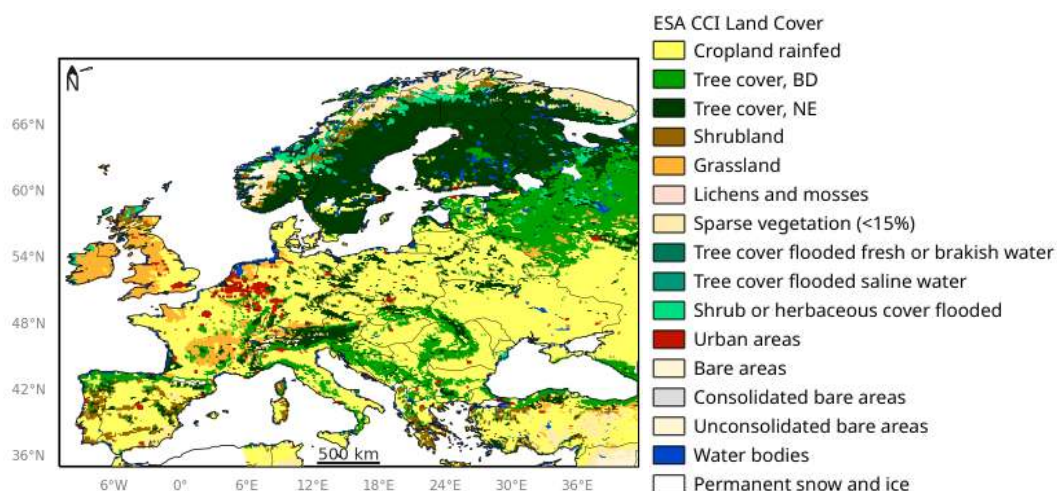 ESA CCI Land Cover
Cropland rainfed
Tree cover, BD
Tree cover, NE
Shrubland
Grassland
Lichens and mosses
Sparse vegetation (<15%)
Tree cover flooded fresh or brakish water
Tree cover flooded saline water
Shrub or herbaceous cover flooded
Urban areas
Bare areas
Consolidated bare areas
Unconsolidated bare areas
Water bodies
Permanent snow and ice
N
66°N
60°N
54°N
48°N
42°N
36°N
500 km
6°W 0° 6°E 12°E 18°E 24°E 30°E 36°E